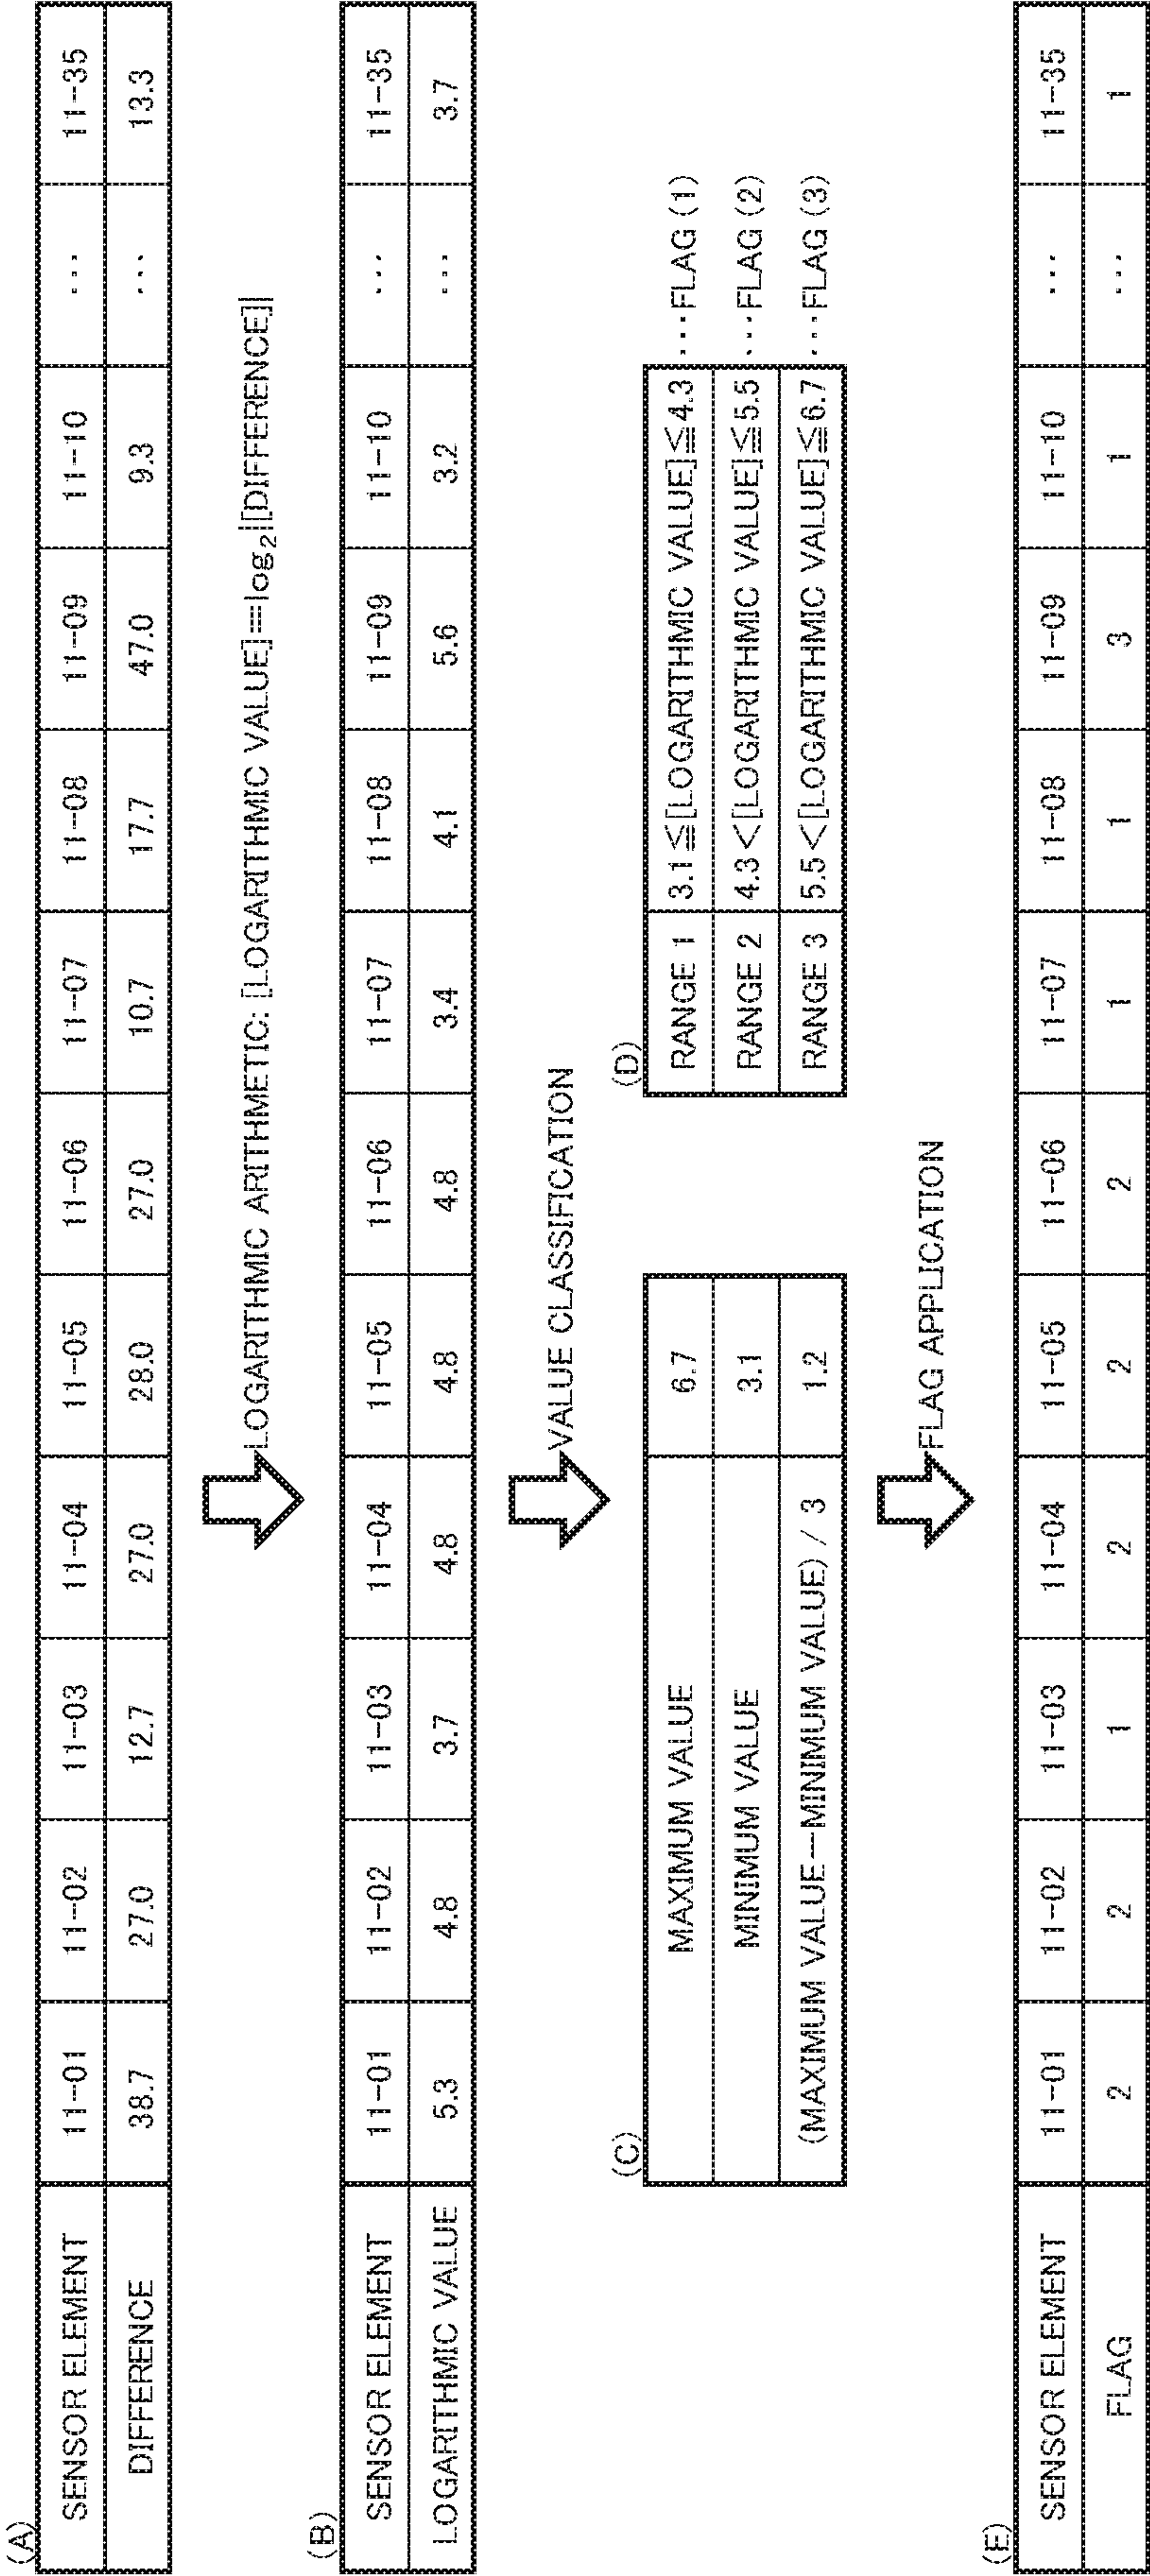 (A)
SENSOR ELEMENT 11-01 11-02 11-03 11-04 11-05 11-06 11-07 11-08 11-09 11-10 ... 11-35
DIFFERENCE 38.7 27.0 12.7 27.0 28.0 27.0 10.7 17.7 47.0 9.3 ... 13.3
LOGARITHMIC ARITHMETIC: [LOGARITHMIC VALUE]=log₂|[DIFFERENCE]|
(B)
SENSOR ELEMENT 11-01 11-02 11-03 11-04 11-05 11-06 11-07 11-08 11-09 11-10 ... 11-35
LOGARITHMIC VALUE 5.3 4.8 3.7 4.8 4.8 4.8 3.4 4.1 5.6 3.2 ... 3.7
VALUE CLASSIFICATION
(C)
MAXIMUM VALUE 6.7
MINIMUM VALUE 3.1
(MAXIMUM VALUE-MINIMUM VALUE) / 3 1.2
(D)
RANGE 1 3.1≦[LOGARITHMIC VALUE]≦4.3 ...FLAG (1)
RANGE 2 4.3<[LOGARITHMIC VALUE]≦5.5 ...FLAG (2)
RANGE 3 5.5<[LOGARITHMIC VALUE]≦6.7 ...FLAG (3)
FLAG APPLICATION
(E)
SENSOR ELEMENT 11-01 11-02 11-03 11-04 11-05 11-06 11-07 11-08 11-09 11-10 ... 11-35
FLAG 2 2 1 2 2 2 1 1 3 1 ... 1